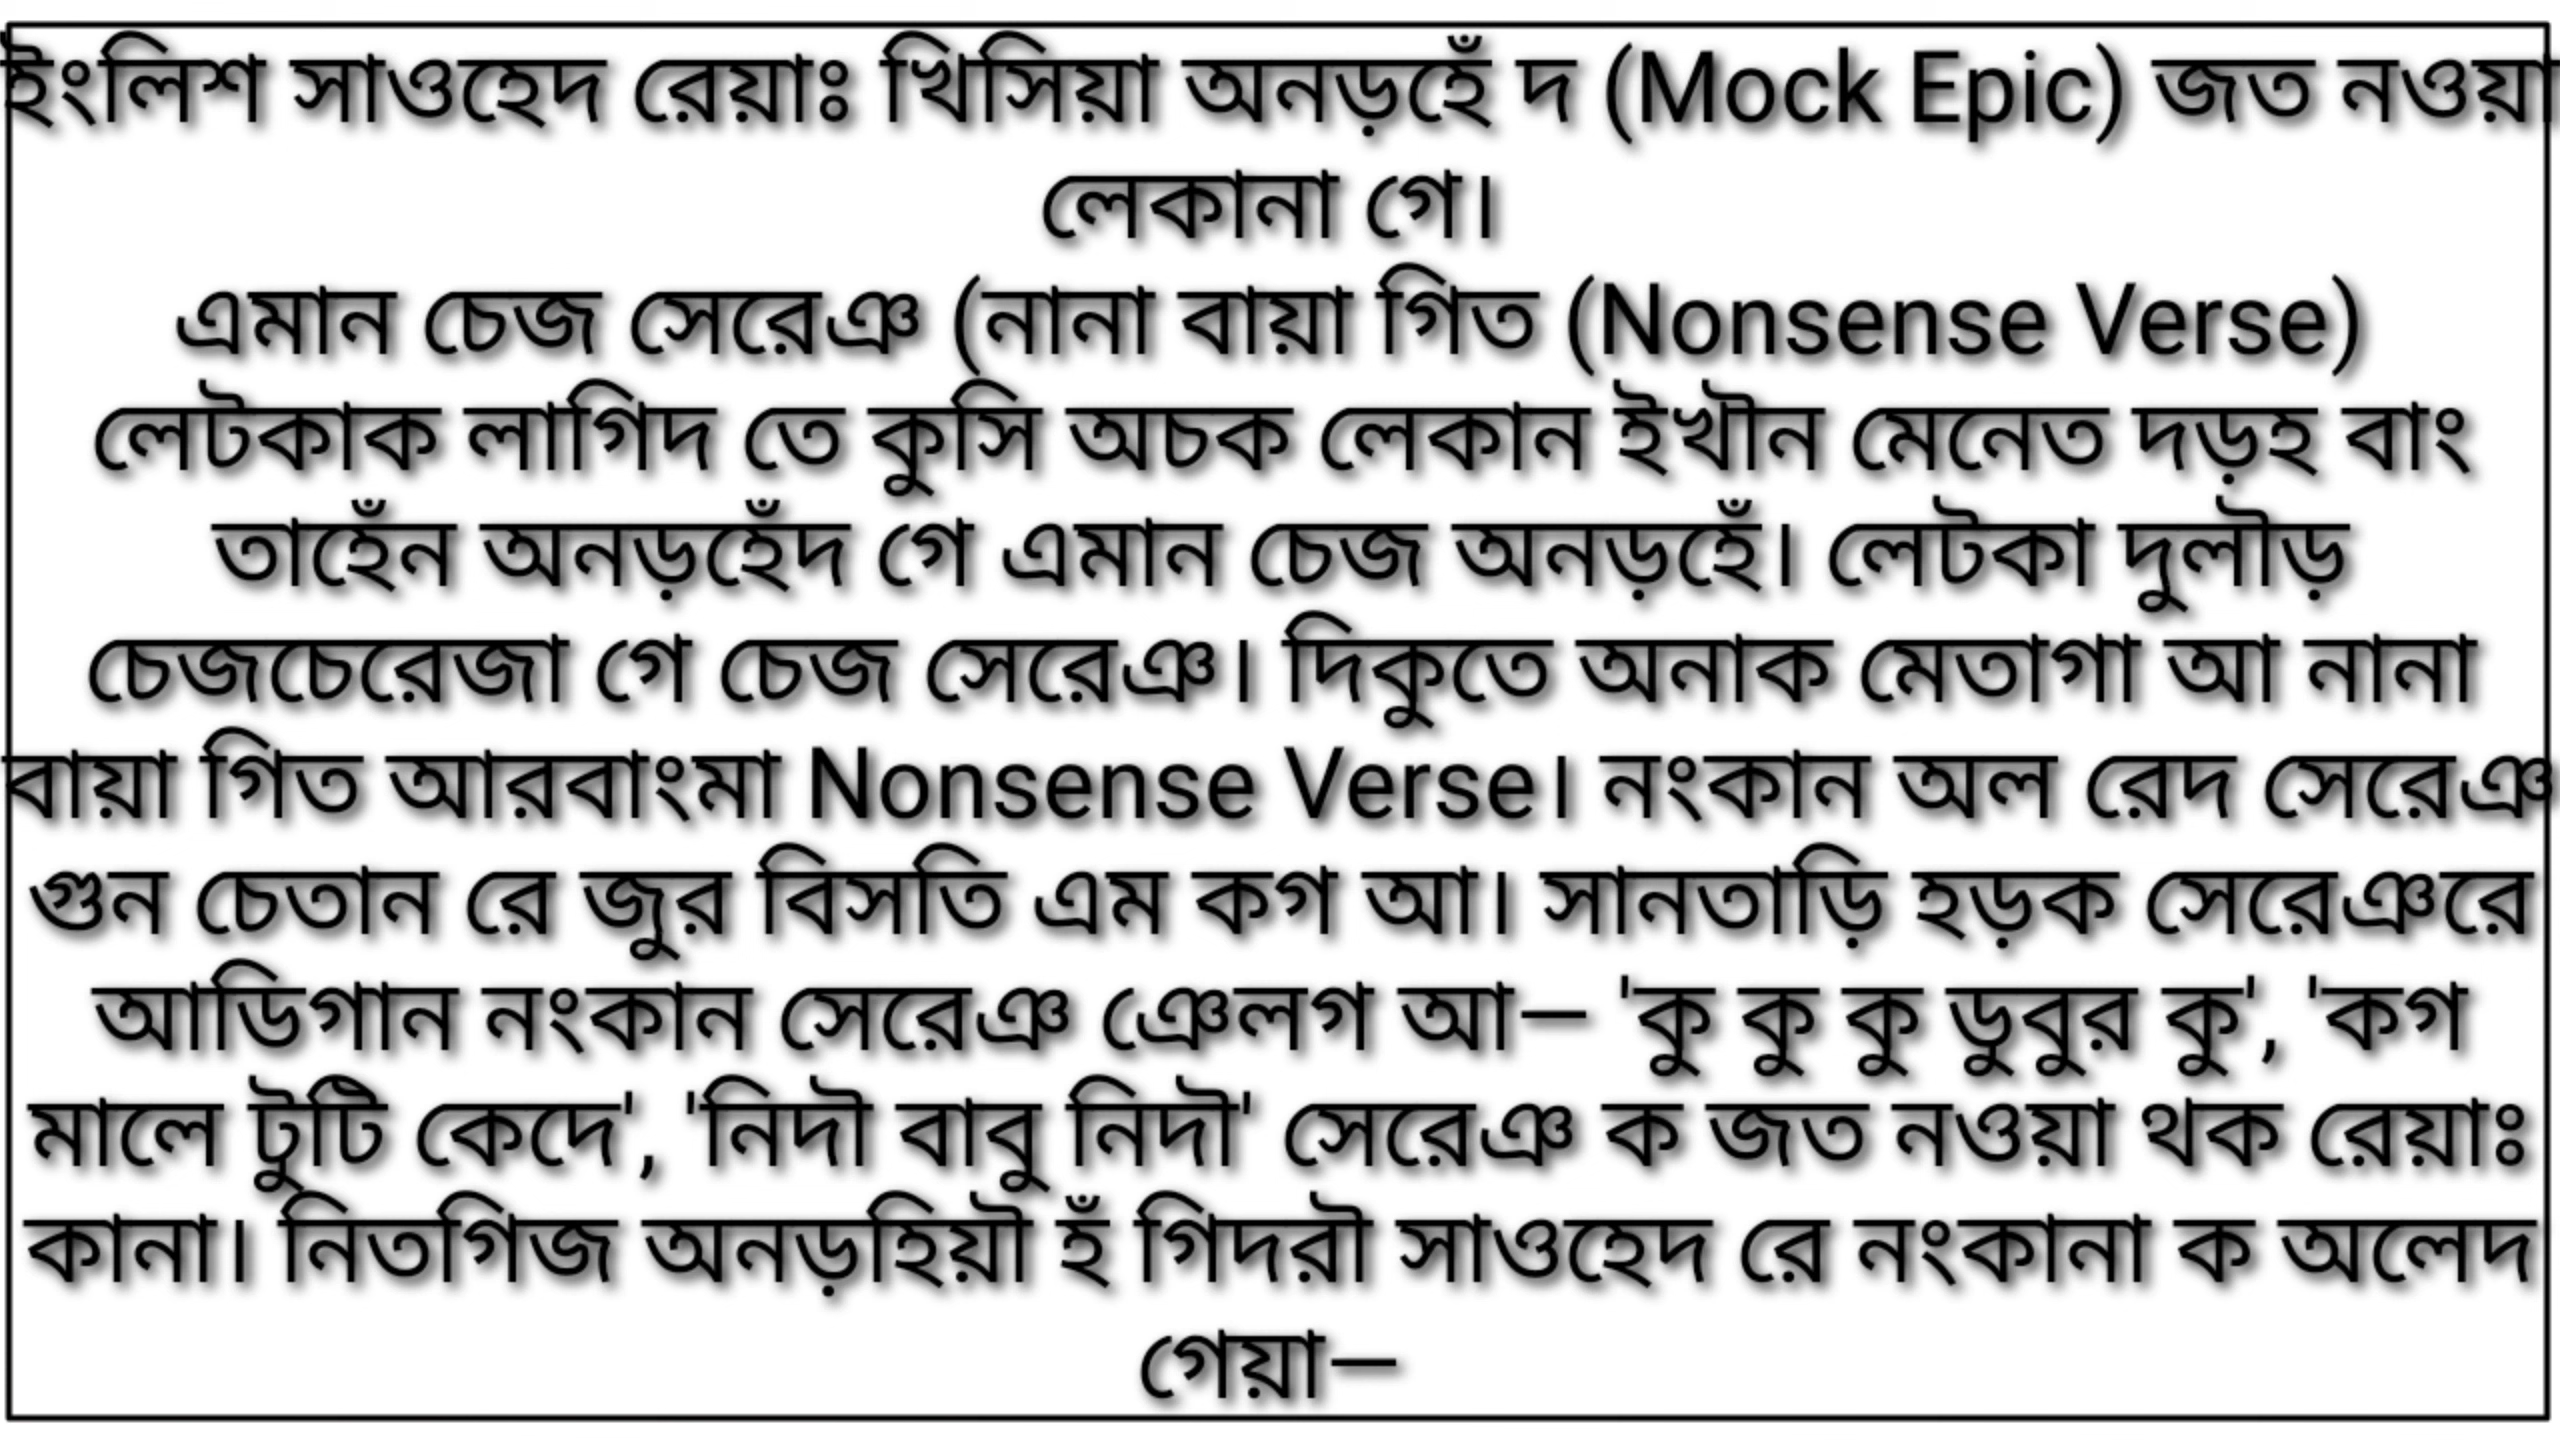 ইংলিশ সাওহেদ রেয়াঃ খিসিয়া অনড়হেঁ দ (Mock Epic) জত নওয়া
লেকানা গে।
এমান চেজ সেরেঞ (নানা বায়া গিত (Nonsense Verse)
লেটকাক লাগিদ তে কুসি অচক লেকান ইখৗন মেনেত দড়হ বাং
তাহেঁন অনড়হেঁদ গে এমান চেজ অনড়হেঁ। লেটকা দুলৗড়
চেজচেরেজা গে চেজ সেরেঞ। দিকুতে অনাক মেতাগা আ নানা
বায়া গিত আরবাংমা Nonsense Verse। নংকান অল রেদ সেরেঞ
গুন চেতান রে জুর বিসতি এম কগ আ। সানতাড়ি হড়ক সেরেঞরে
আডিগান নংকান সেরেঞ ঞেলগ আ— 'কু কু কু ডুবুর কু', 'কগ
মালে টুটি কেদে', 'নিদৗ বাবু নিদৗ' সেরেঞ ক জত নওয়া থক রেয়াঃ
কানা। নিতগিজ অনড়হিয়ৗ হঁ গিদরৗ সাওহেদ রে নংকানা ক অলেদ
গেয়া—